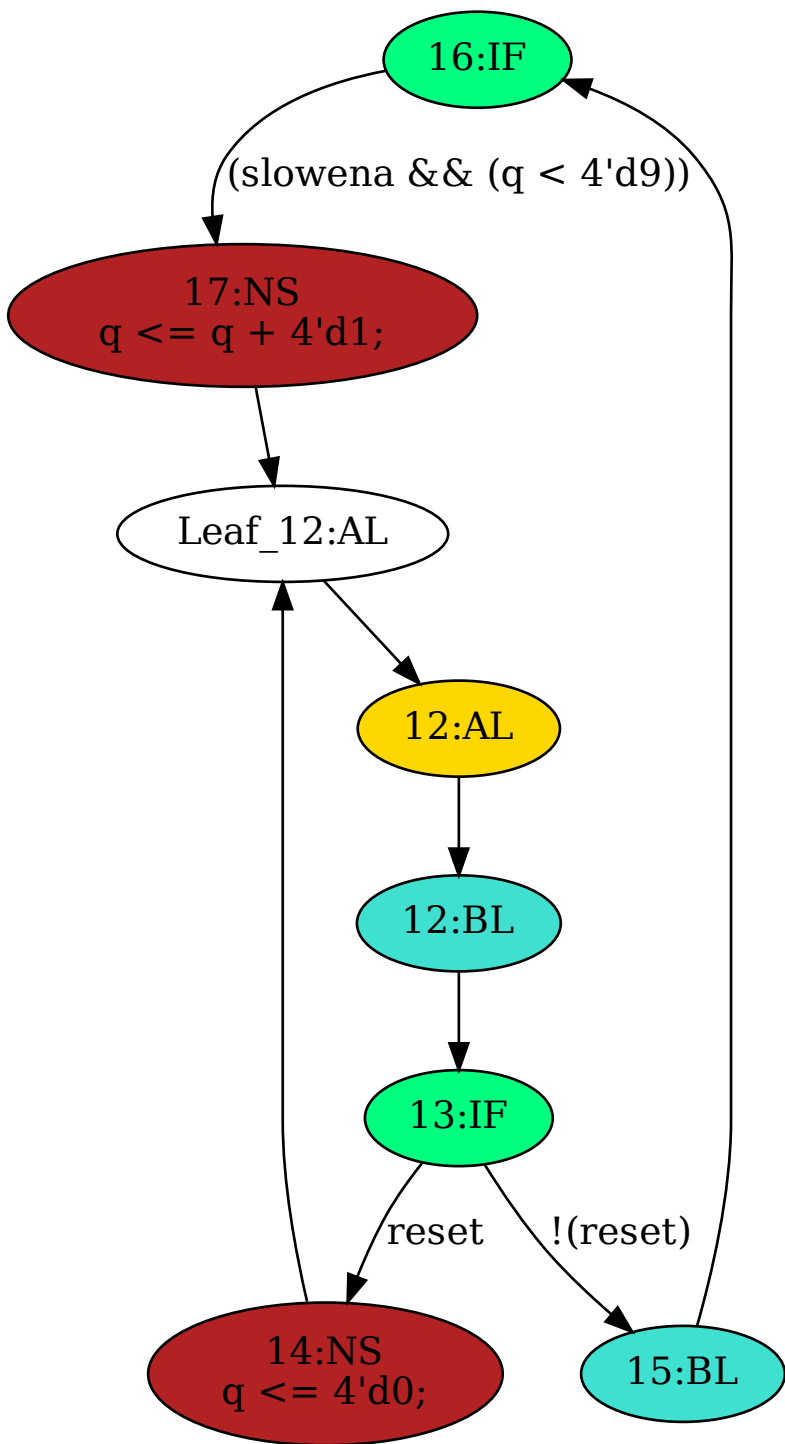 16:IF
(slowena && (q < 4'd9))
17:NS
q <= q + 4'd1;
Leaf_12:AL
12:AL
12:BL
13:IF
reset
!(reset)
14:NS
q <= 4'd0;
15:BL